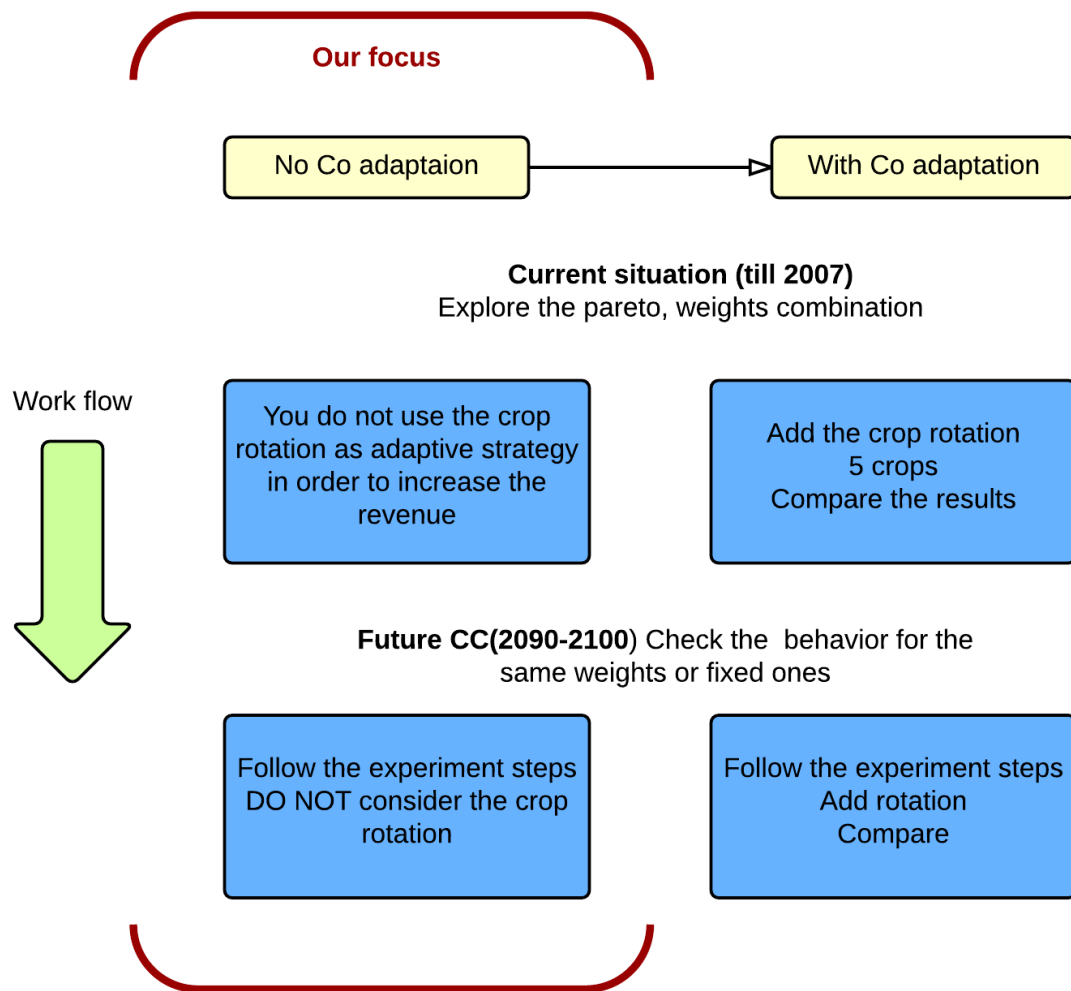 Our focus
No Co adaptaion
With Co adaptation
Current situation (till 2007)
Explore the pareto, weights combination
Work flow
You do not use the crop
rotation as adaptive strategy
in order to increase the
revenue
Add the crop rotation
5 crops
Compare the results
Future CC(2090-2100) Check the  behavior for the
same weights or fixed ones
Follow the experiment steps
DO NOT consider the crop
rotation
Follow the experiment steps
Add rotation
Compare